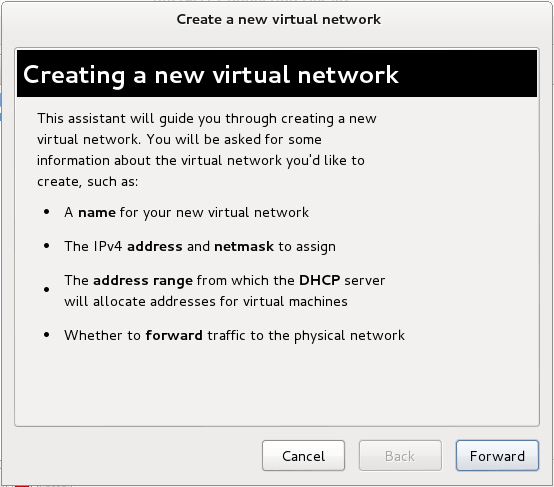 Create a new virtual network
Creating a new virtual network
This assistant will guide you through creating a new
virtual network. You will be asked for some
information about the virtual network you'd like to
create, such as:
• A name for your new virtual network
• The IPv4 address and netmask to assign
• The address range from which the DHCP server
will allocate addresses for virtual machines
• Whether to forward traffic to the physical network
Cancel Back Forward